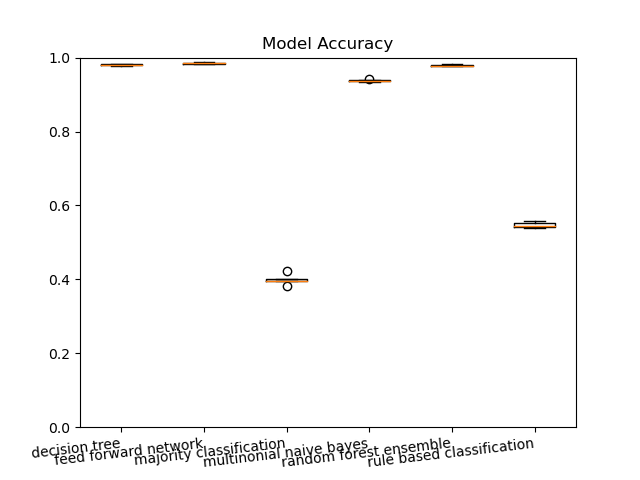 Model Accuracy
1.0
0.8
0.6
0.4
0.2
0.0
decision tree
feed forward network
majority classification
multinonial naive bayes
random forest ensemble
rule based classification